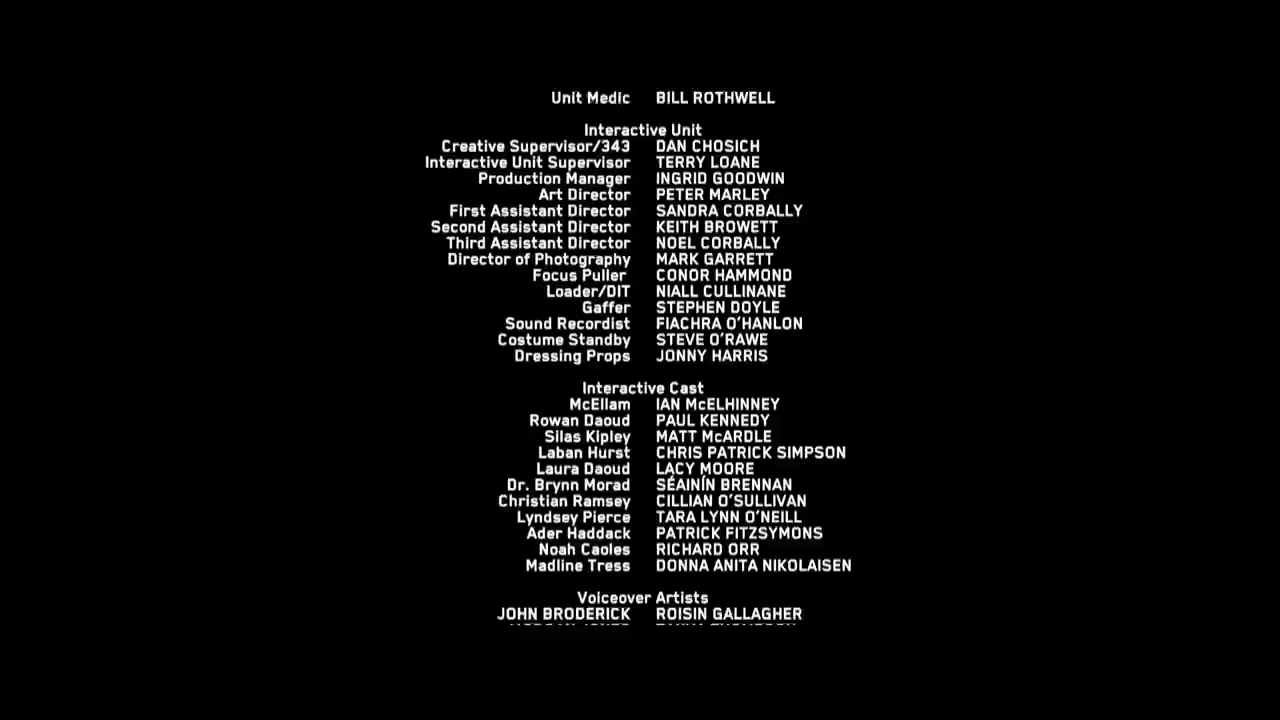 Unit Medic BILL ROTHWELL
Interactive Unit
Creative Supervisor/343 DAN CHOSICH
Interactive Unit Supervisor TERRY LOANE
Production Manager INGRID GOODWIN
Art Director PETER MARLEY
First Assistant Director SANDRA CORBALLY
Second Assistant Director KEITH BROWETT
Third Assistant Director NOEL CORBALLY
Director of Photography MARK GARRETT
Focus Puller CONOR HAMMOND
Loader/DIT NIALL CULLINANE
Gaffer STEPHEN DOYLE
Sound Recordist FIACHRA O'HANLON
Costume Standby STEVE O'RAWE
Dressing Props JONNY HARRIS
Interactive Cast
McEllam IAN McELHINNEY
Rowan Daoud PAUL KENNEDY
Silas Kipley MATT McARDLE
Laban Hurst CHRIS PATRICK SIMPSON
Laura Daoud LACY MOORE
Dr. Brynn Morad SÉAINÍN BRENNAN
Christian Ramsey CILLIAN O'SULLIVAN
Lyndsey Pierce TARA LYNN O'NEILL
Ader Haddack PATRICK FITZSYMONS
Noah Caoles RICHARD ORR
Madline Tress DONNA ANITA NIKOLAISEN
Voiceover Artists
JOHN BRODERICK ROISIN GALLAGHER